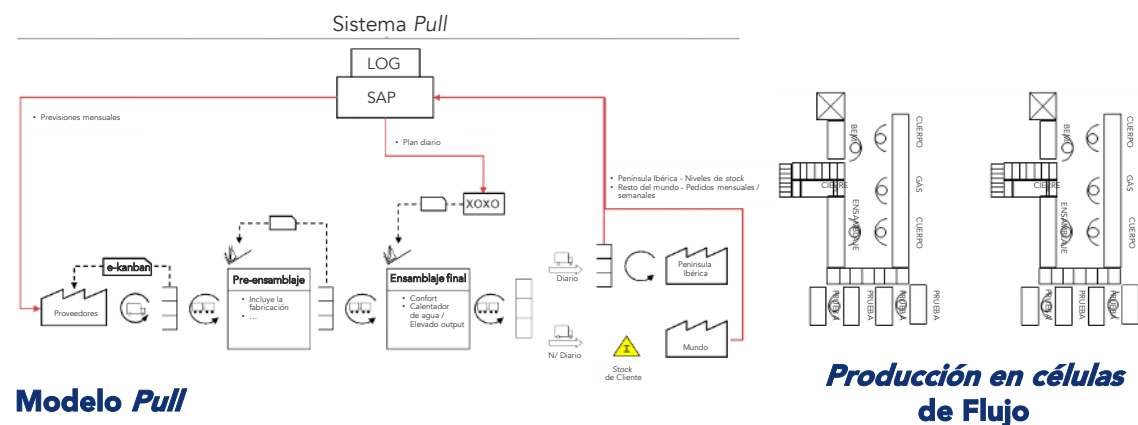 Sistema Pull
LOG
SAP
• Previsiones mensuales
• Plan diario
• Península Ibérica - Niveles de stock
• Resto del mundo - Pedidos mensuales /
semanales
XOXO
e-kanban
Proveedores
Pre-ensamblaje
• Incluye la
fabricación
• ...
Ensamblaje final
• Confort
• Calentador
de agua /
Elevado output
Diario
Península
Ibérica
N/ Diario
I
Stock
de Cliente
Mundo
Modelo Pull
CUERPO
GÁS
CUERPO
CIERRE
ENSAMBLAJE
PRUEBA
PRUEBA
PRUEBA
PRUEBA
CUERPO
GÁS
CUERPO
CIERRE
ENSAMBLAJE
PRUEBA
PRUEBA
PRUEBA
PRUEBA
Producción en células
de Flujo